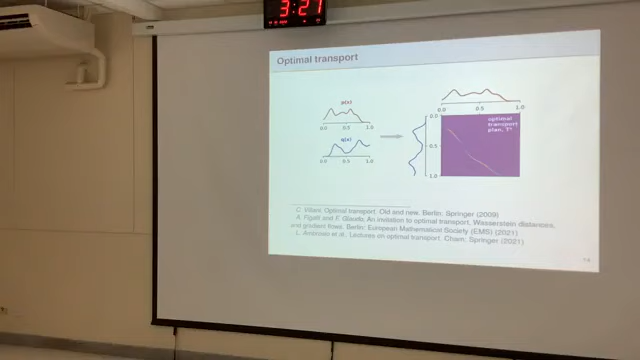 3:27
Optimal transport
p(x)
0.0 0.5 1.0
q(x)
0.0 0.5 1.0
0.0 0.5 1.0
0.0
0.5
1.0
optimal
transport
plan, T*
C. Villani. Optimal transport. Old and new. Berlin: Springer (2009)
A. Figalli and F. Glaudo. An invitation to optimal transport, Wasserstein distances,
and gradient flows. Berlin: European Mathematical Society (EMS) (2021)
L. Ambrosio et al., Lectures on optimal transport. Cham: Springer (2021)